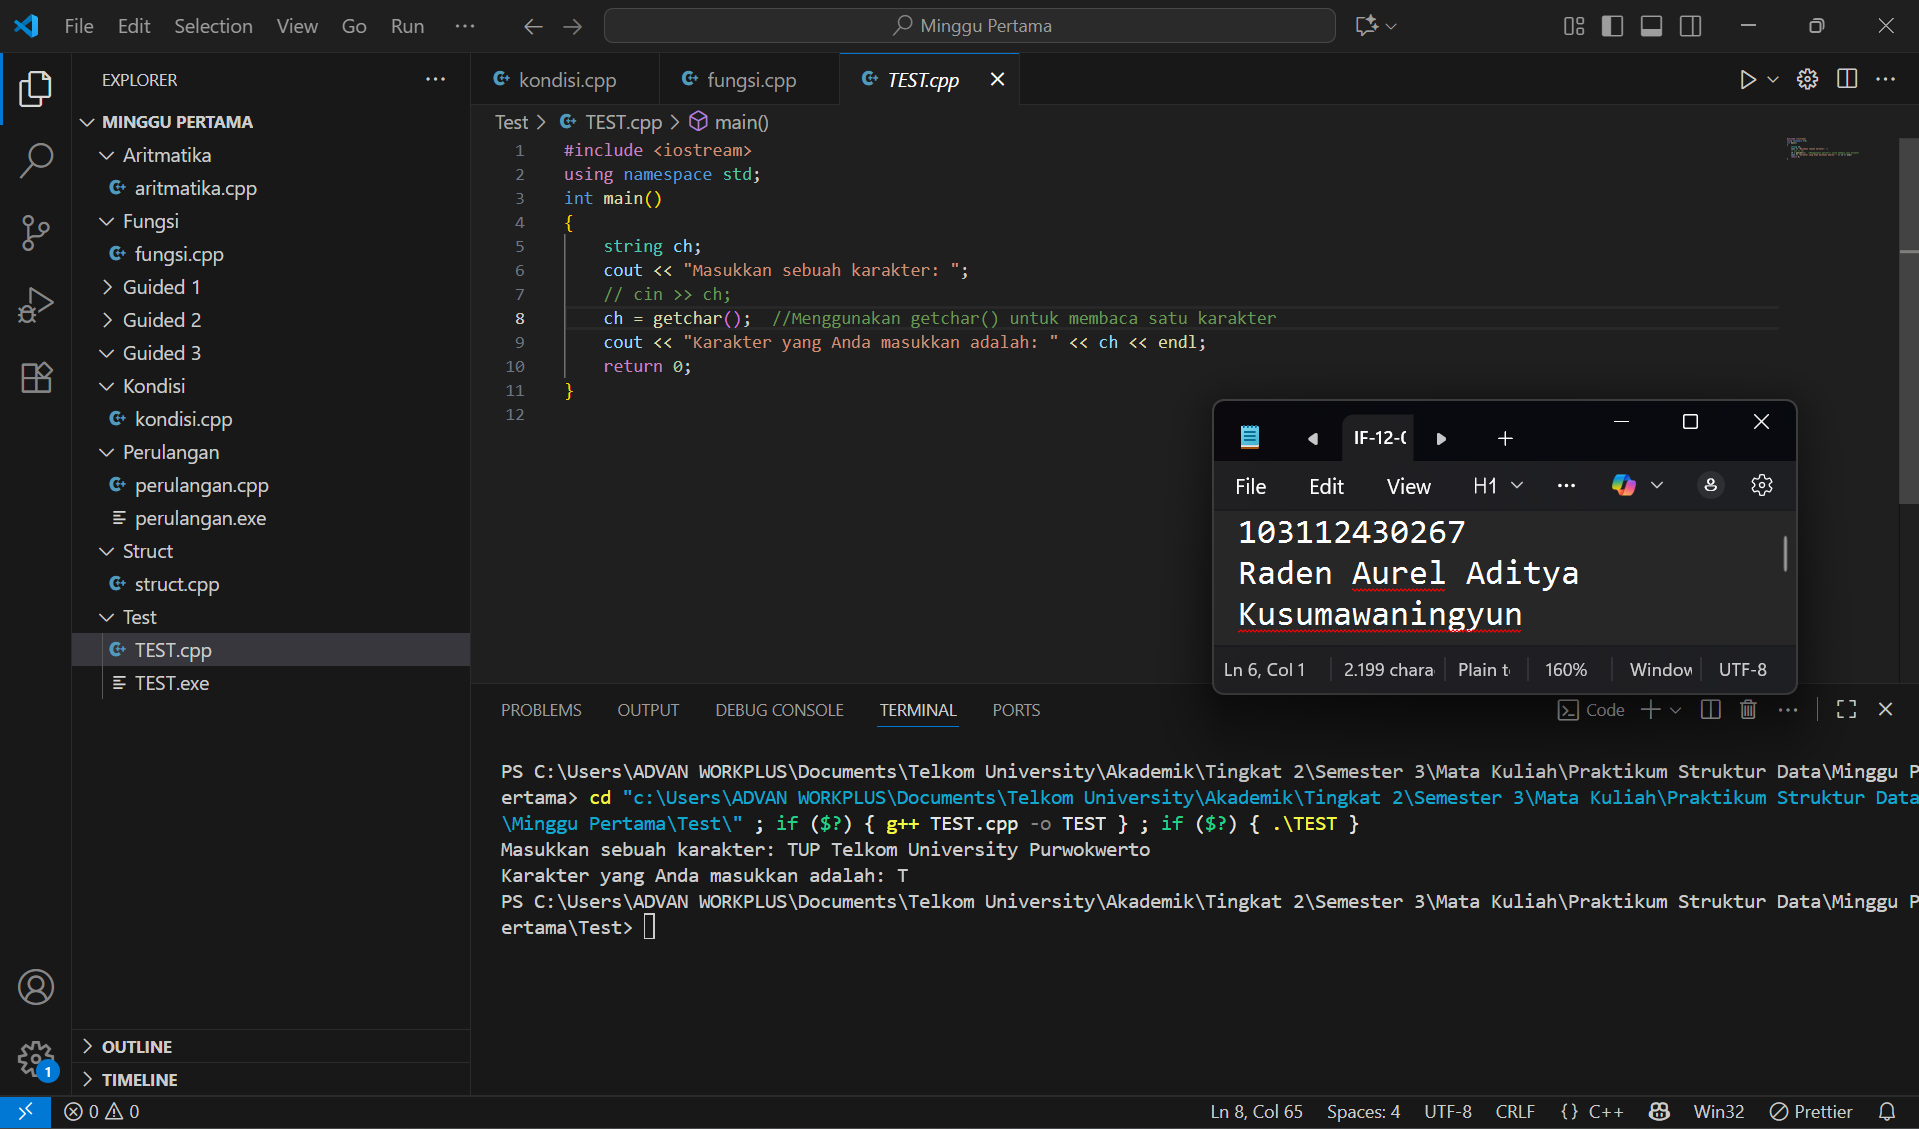 File Edit Selection View Go Run ··· Minggu Pertama
EXPLORER ···
MINGGU PERTAMA
Aritmatika
aritmatika.cpp
Fungsi
fungsi.cpp
Guided 1
Guided 2
Guided 3
Kondisi
kondisi.cpp
Perulangan
perulangan.cpp
perulangan.exe
Struct
struct.cpp
Test
TEST.cpp
TEST.exe
OUTLINE
TIMELINE
kondisi.cpp fungsi.cpp TEST.cpp
Test > TEST.cpp > main()
1 #include <iostream>
2 using namespace std;
3 int main()
4 {
5 string ch;
6 cout << "Masukkan sebuah karakter: ";
7 // cin >> ch;
8 ch = getchar(); //Menggunakan getchar() untuk membaca satu karakter
9 cout << "Karakter yang Anda masukkan adalah: " << ch << endl;
10 return 0;
11 }
12
IF-12-0
File Edit View H1 ···
103112430267
Raden Aurel Aditya
Kusumawaningyun
Ln 6, Col 1 2.199 chara Plain t 160% Window UTF-8
PROBLEMS OUTPUT DEBUG CONSOLE TERMINAL PORTS Code
PS C:\Users\ADVAN WORKPLUS\Documents\Telkom University\Akademik\Tingkat 2\Semester 3\Mata Kuliah\Praktikum Struktur Data\Minggu P
ertama> cd "c:\Users\ADVAN WORKPLUS\Documents\Telkom University\Akademik\Tingkat 2\Semester 3\Mata Kuliah\Praktikum Struktur Data
\Minggu Pertama\Test\" ; if ($?) { g++ TEST.cpp -o TEST } ; if ($?) { .\TEST }
Masukkan sebuah karakter: TUP Telkom University Purwokwerto
Karakter yang Anda masukkan adalah: T
PS C:\Users\ADVAN WORKPLUS\Documents\Telkom University\Akademik\Tingkat 2\Semester 3\Mata Kuliah\Praktikum Struktur Data\Minggu P
ertama\Test>
1
0 0 Ln 8, Col 65 Spaces: 4 UTF-8 CRLF {} C++ Win32 Prettier